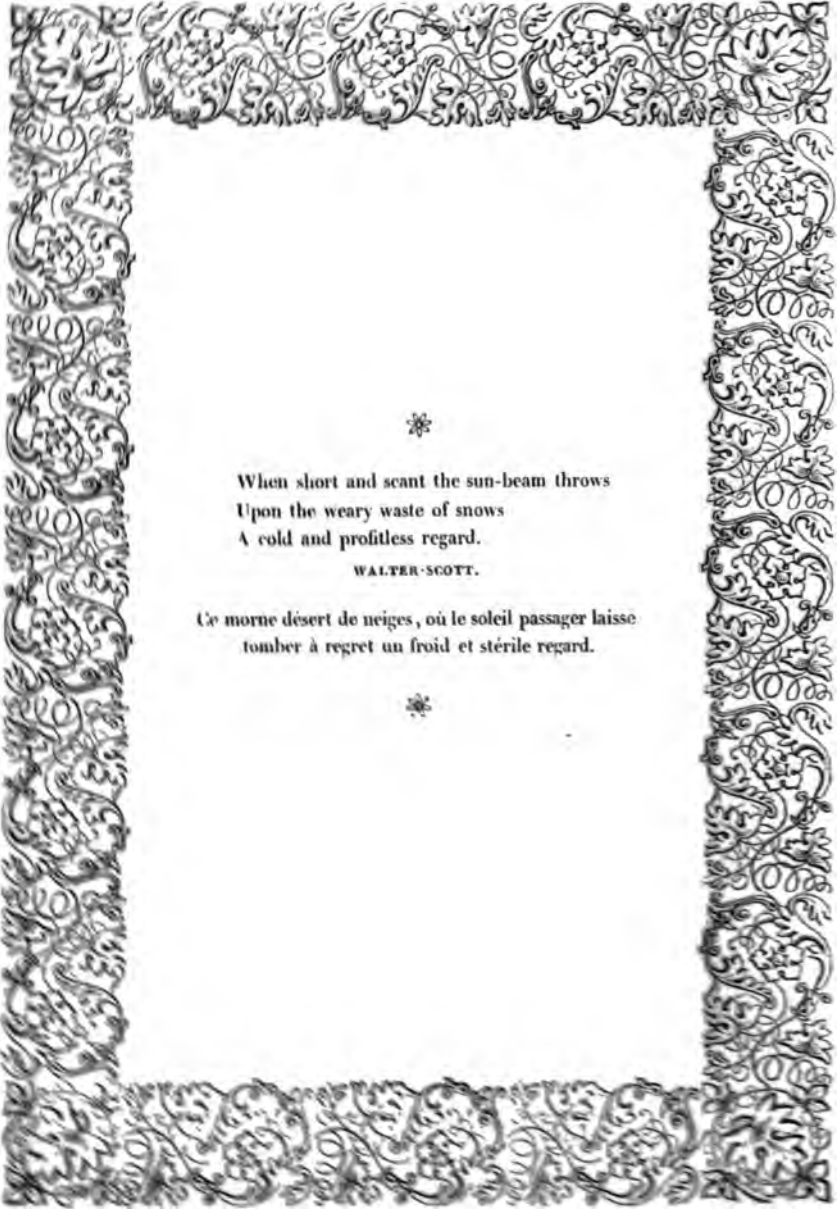 When short and scant the sun-beam throws
Upon the weary waste of snows
A cold and profitless regard.
WALTER-SCOTT.
Ce morne désert de neiges, où le soleil passager laisse
tomber à regret un froid et stérile regard.